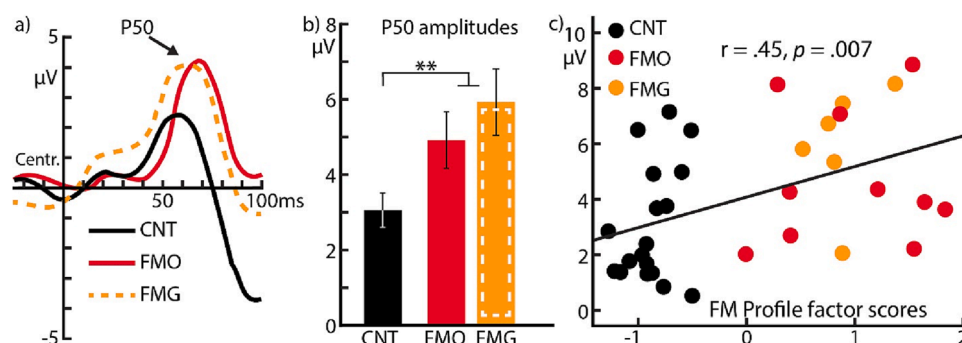 a)
5
μV
P50
Centr.
50
100ms
CNT
FMO
FMG
-5
b)
P50 amplitudes
8
μV
6
4
2
0
**
CNT
FMO
FMG
c)
10
μV
8
6
4
2
0
CNT
FMO
FMG
r = .45, p = .007
FM Profile factor scores
-1
0
1
2